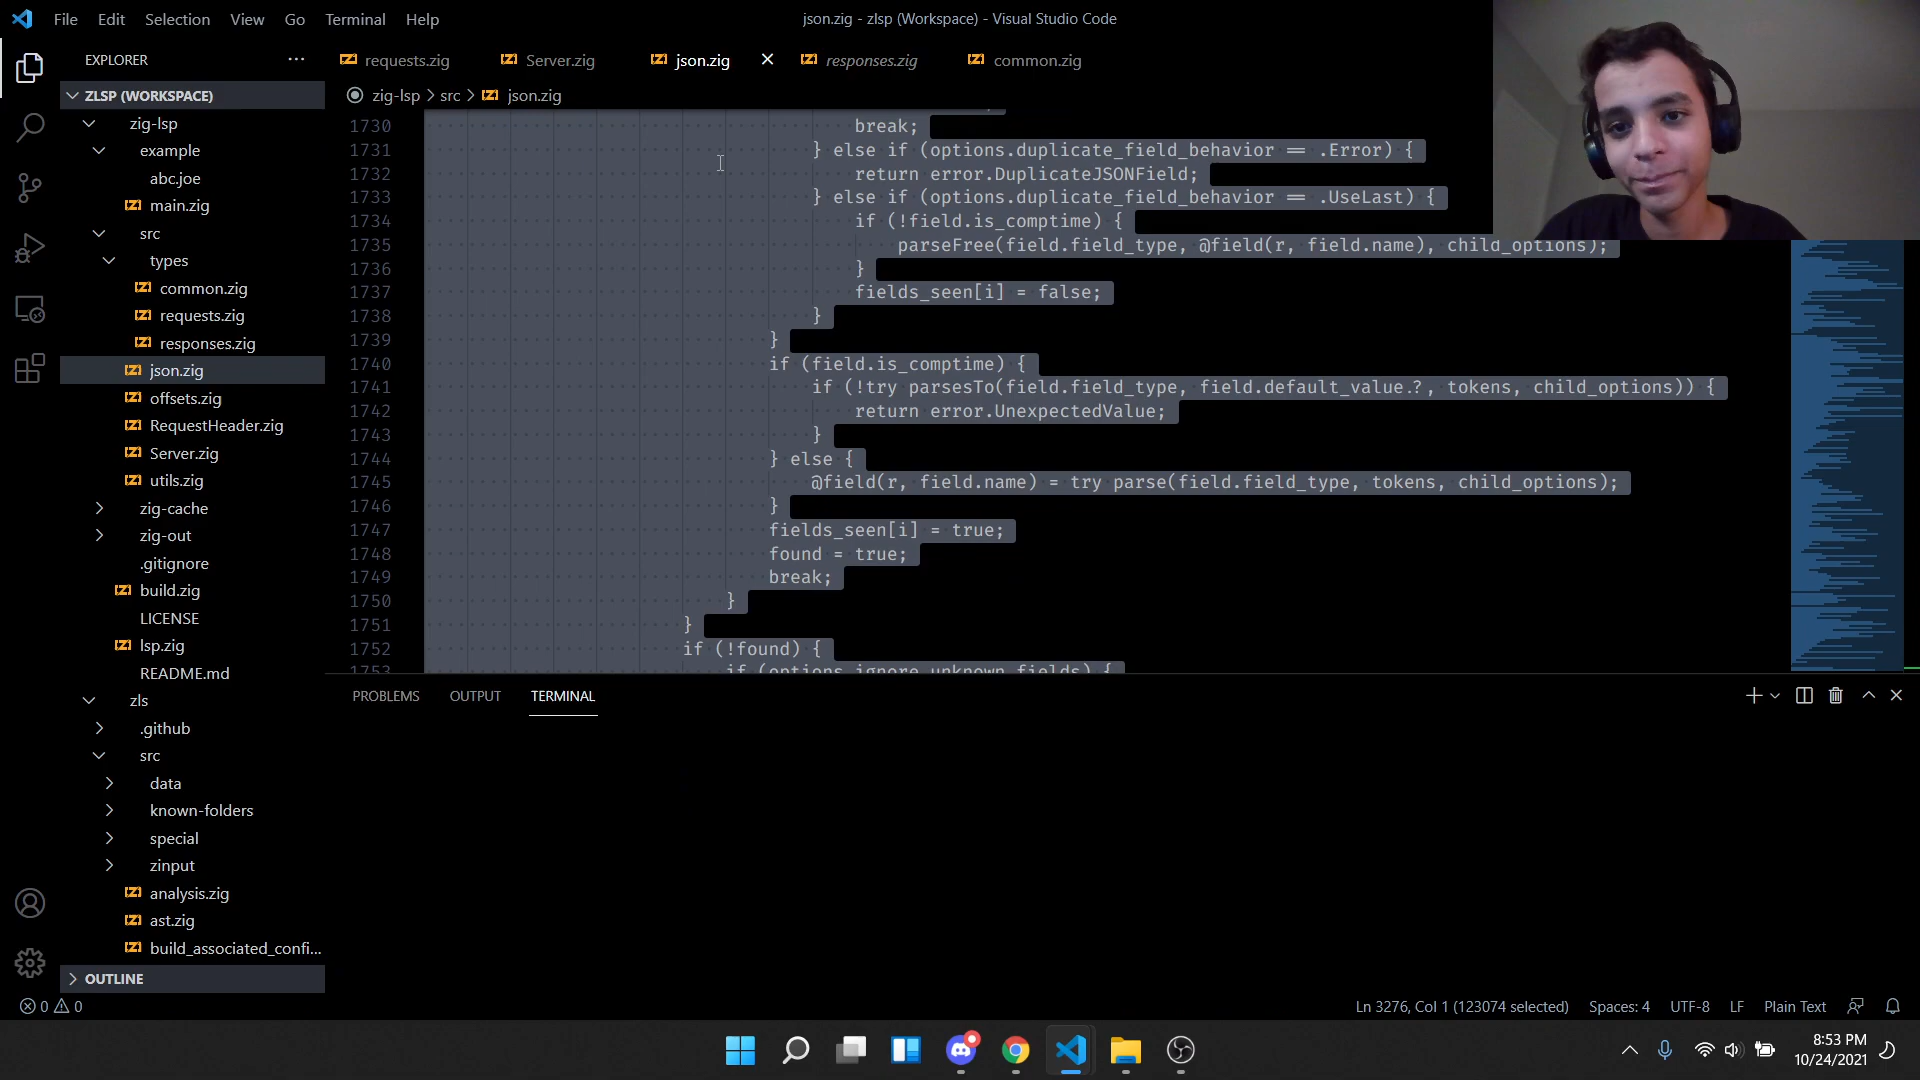 File Edit Selection View Go Terminal Help
json.zig - zlsp (Workspace) - Visual Studio Code
EXPLORER
requests.zig
Server.zig
json.zig
responses.zig
common.zig
ZLSP (WORKSPACE)
zig-lsp > src > json.zig
zig-lsp
example
abc.joe
main.zig
src
types
common.zig
requests.zig
responses.zig
json.zig
offsets.zig
RequestHeader.zig
Server.zig
utils.zig
zig-cache
zig-out
.gitignore
build.zig
LICENSE
lsp.zig
README.md
zls
.github
src
data
known-folders
special
zinput
analysis.zig
ast.zig
build_associated_confi...
OUTLINE
1730 break;
1731 } else if (options.duplicate_field_behavior == .Error) {
1732 return error.DuplicateJSONField;
1733 } else if (options.duplicate_field_behavior == .UseLast) {
1734 if (!field.is_comptime) {
1735 parseFree(field.field_type, @field(r, field.name), child_options);
1736 }
1737 fields_seen[i] = false;
1738 }
1739 }
1740 if (field.is_comptime) {
1741 if (!try parsesTo(field.field_type, field.default_value.?, tokens, child_options)) {
1742 return error.UnexpectedValue;
1743 }
1744 } else {
1745 @field(r, field.name) = try parse(field.field_type, tokens, child_options);
1746 }
1747 fields_seen[i] = true;
1748 found = true;
1749 break;
1750 }
1751 }
1752 if (!found) {
1753 if (options.ignore_unknown_fields) {
PROBLEMS OUTPUT TERMINAL
0 0
Ln 3276, Col 1 (123074 selected) Spaces: 4 UTF-8 LF Plain Text
8:53 PM
10/24/2021